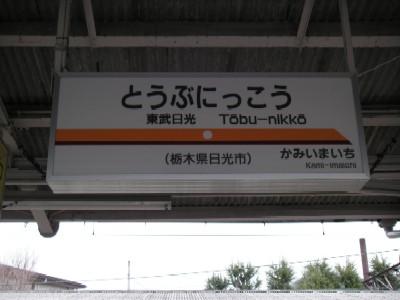 とうぶにっこう
東武日光 Tōbu-nikkō
(栃木県日光市)
かみいまいち
Kami-imaichi